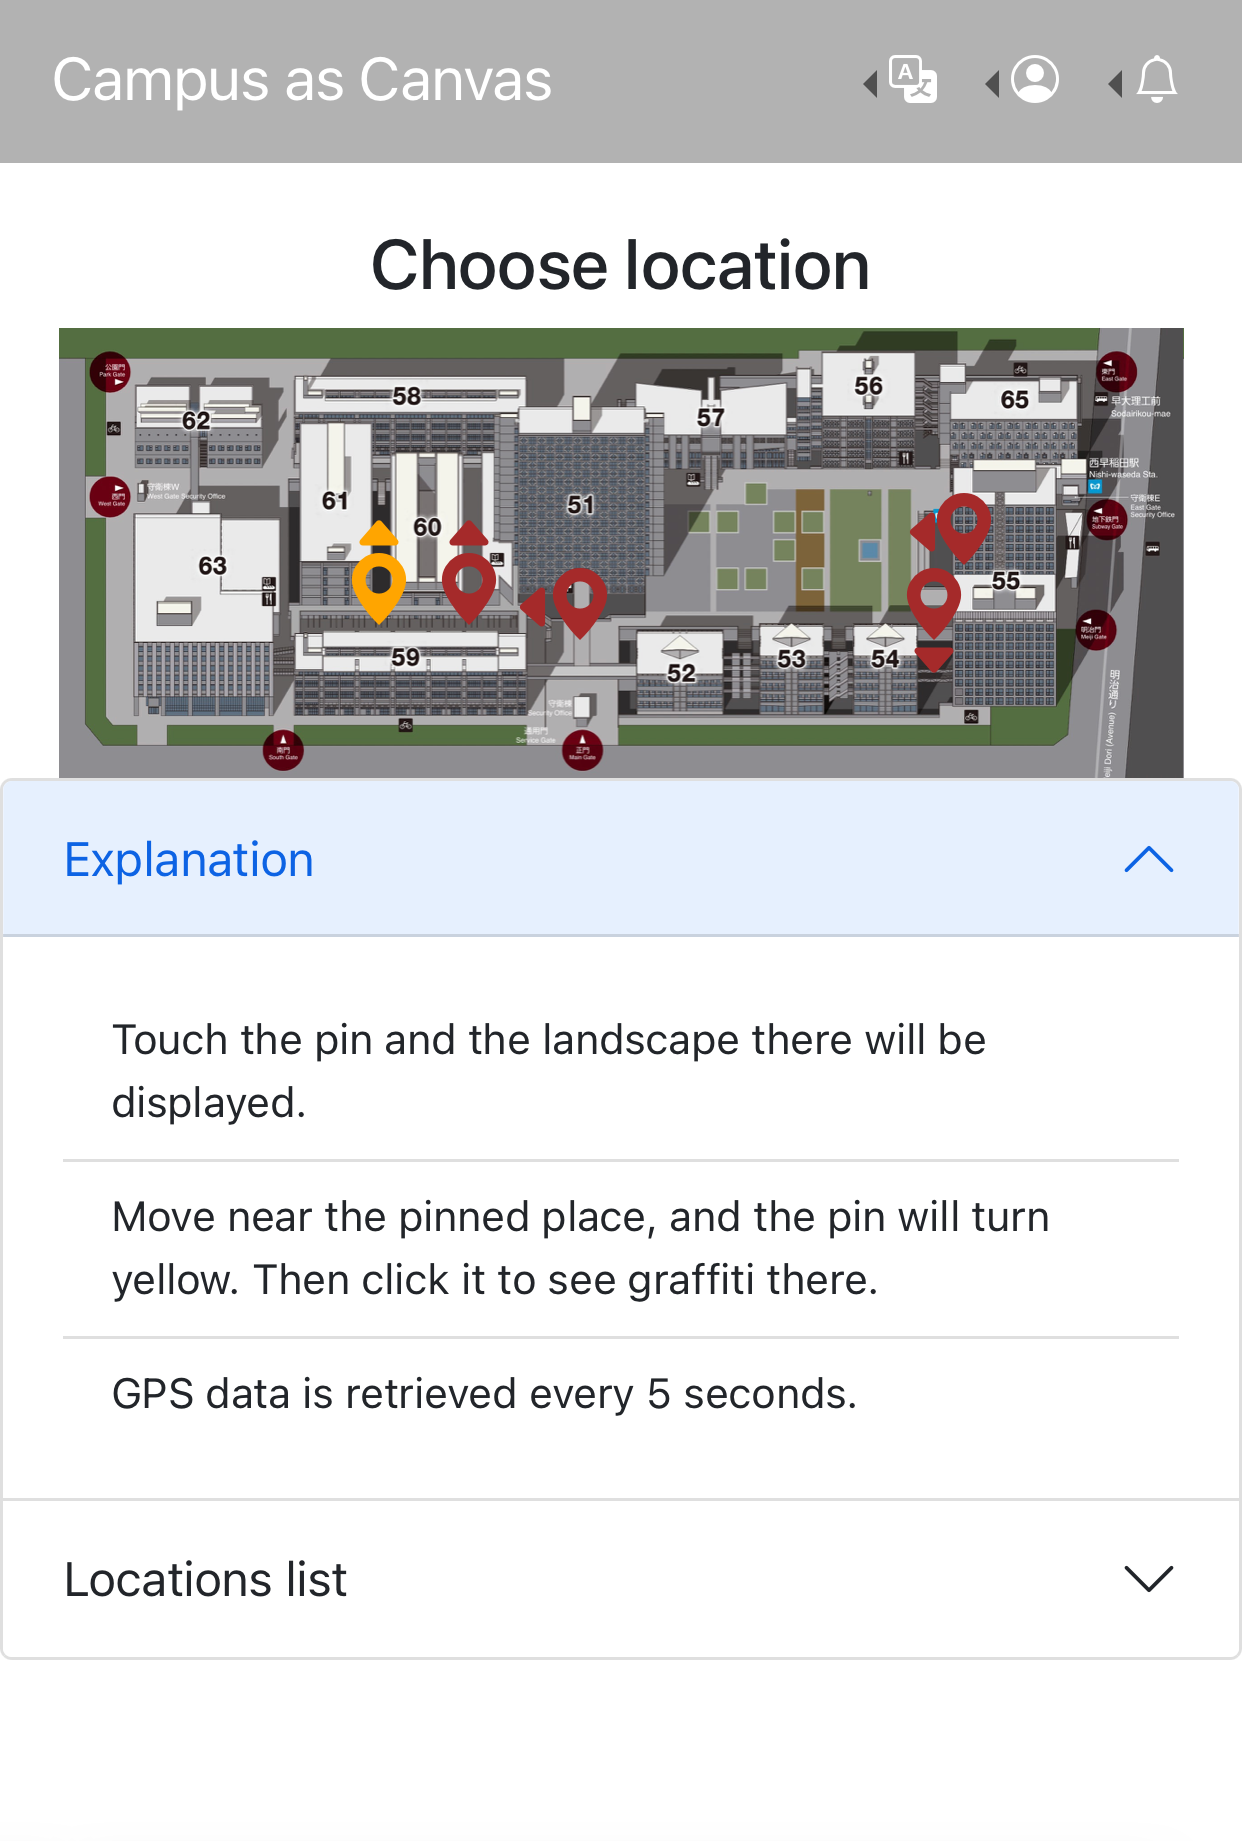 Campus as Canvas
Choose location
公園門
Park Gate
62
58
57
56
65
東門
East Gate
早大理工前
Sodairikou-mae
西早稲田駅
Nishi-waseda Sta.
西門
West Gate
守衛棟W
West Gate Security Office
61
60
51
守衛棟E
East Gate
Security Office
地下鉄門
Subway Gate
63
55
明治門
Meiji Gate
59
52
53
54
守衛棟
Security Office
通用門
Service Gate
南門
South Gate
正門
Main Gate
明治通り
eiji Dori (Avenue)
Explanation
Touch the pin and the landscape there will be
displayed.
Move near the pinned place, and the pin will turn
yellow. Then click it to see graffiti there.
GPS data is retrieved every 5 seconds.
Locations list